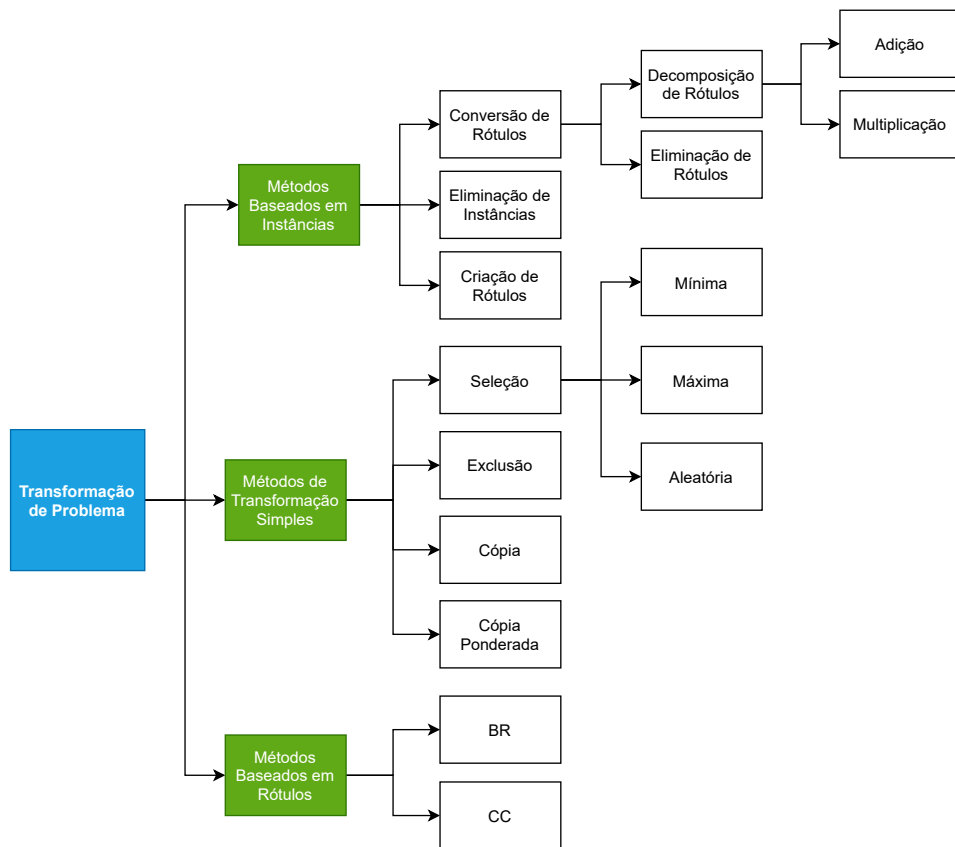 Transformação
de Problema
Métodos
Baseados em
Instâncias
Conversão de
Rótulos
Decomposição
de Rótulos
Adição
Multiplicação
Eliminação de
Rótulos
Eliminação de
Instâncias
Criação de
Rótulos
Métodos de
Transformação
Simples
Seleção
Mínima
Máxima
Aleatória
Exclusão
Cópia
Cópia
Ponderada
Métodos
Baseados em
Rótulos
BR
CC